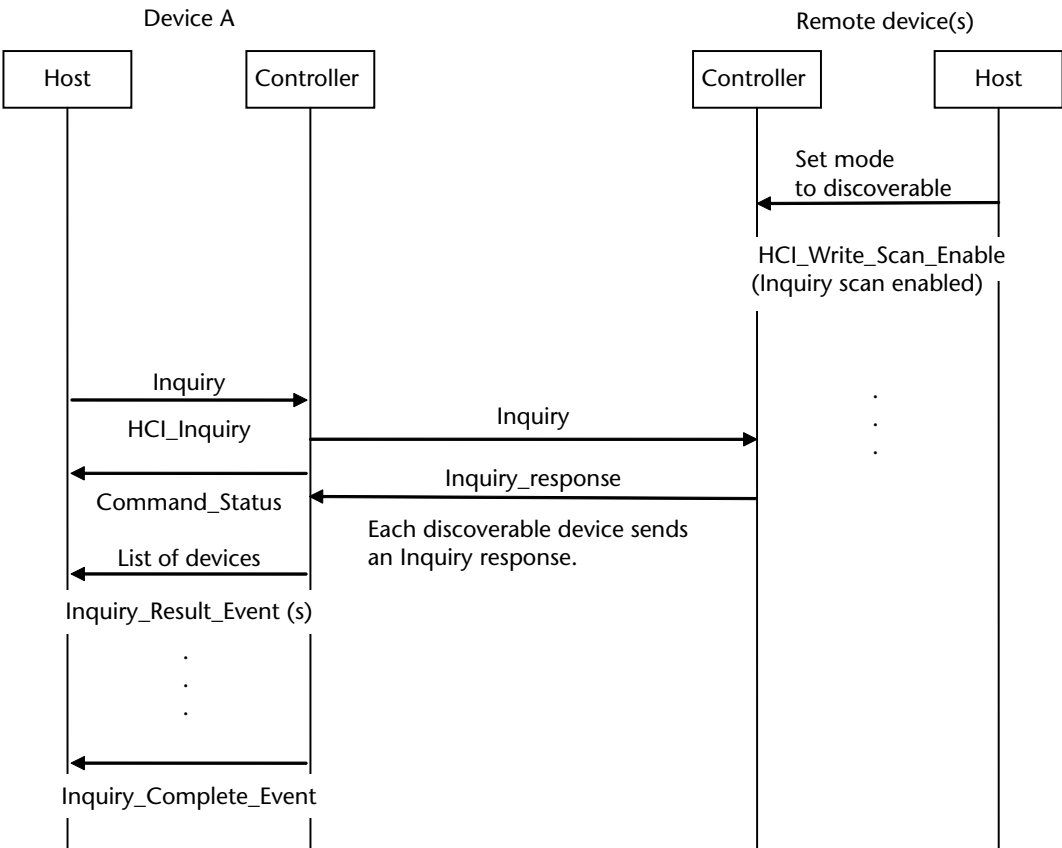 Device A
Remote device(s)
Host
Controller
Controller
Host
Set mode
to discoverable
HCI_Write_Scan_Enable
(Inquiry scan enabled)
Inquiry
HCI_Inquiry
Inquiry
Command_Status
Inquiry_response
Each discoverable device sends
an Inquiry response.
List of devices
Inquiry_Result_Event (s)
Inquiry_Complete_Event